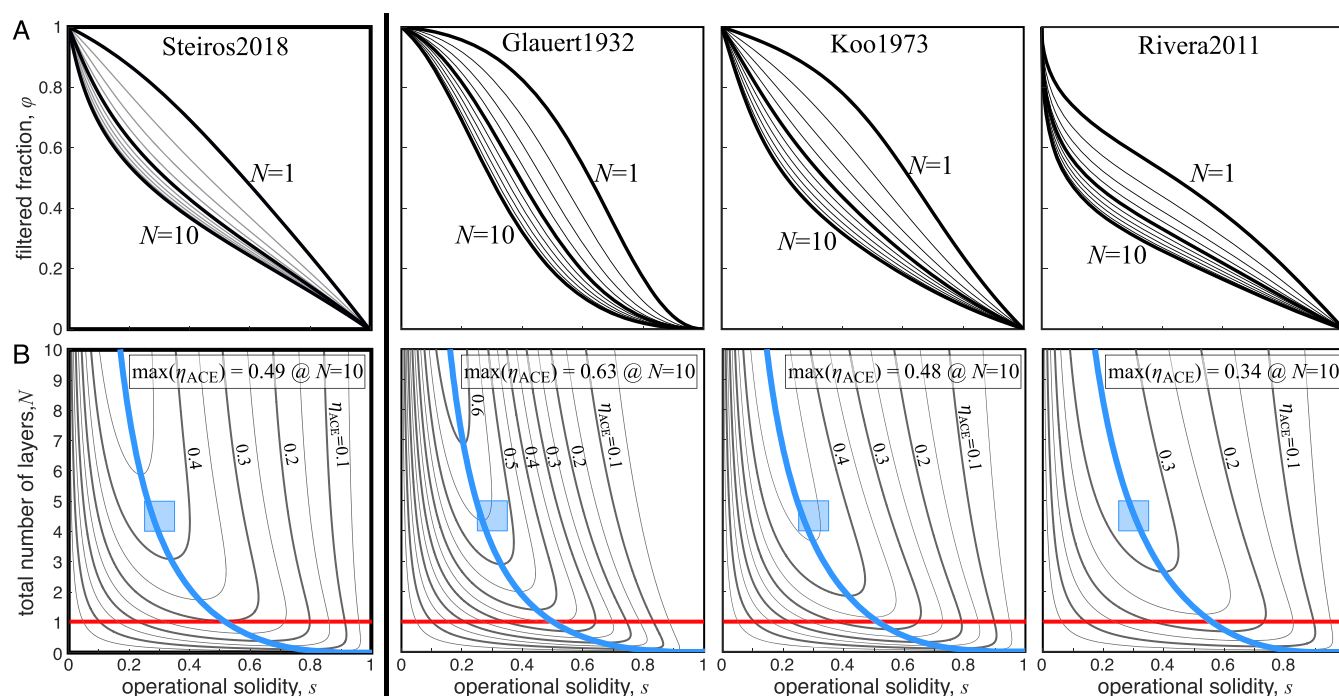 A
Steiros2018
Glauert1932
Koo1973
Rivera2011
filtered fraction, φ
1
0.8
0.6
0.4
0.2
0
N=1
N=10
N=1
N=10
N=1
N=10
N=1
N=10
B
total number of layers, N
10
9
8
7
6
5
4
3
2
1
0
max(ηACE) = 0.49 @ N=10
max(ηACE) = 0.63 @ N=10
max(ηACE) = 0.48 @ N=10
max(ηACE) = 0.34 @ N=10
0.4
0.3
0.2
ηACE=0.1
0.6
0.5
0.4
0.3
0.2
ηACE=0.1
0.4
0.3
0.2
ηACE=0.1
0.3
0.2
ηACE=0.1
0 0.2 0.4 0.6 0.8 1
0 0.2 0.4 0.6 0.8 1
0.2 0.4 0.6 0.8 1
0.2 0.4 0.6 0.8 1
operational solidity, s
operational solidity, s
operational solidity, s
operational solidity, s